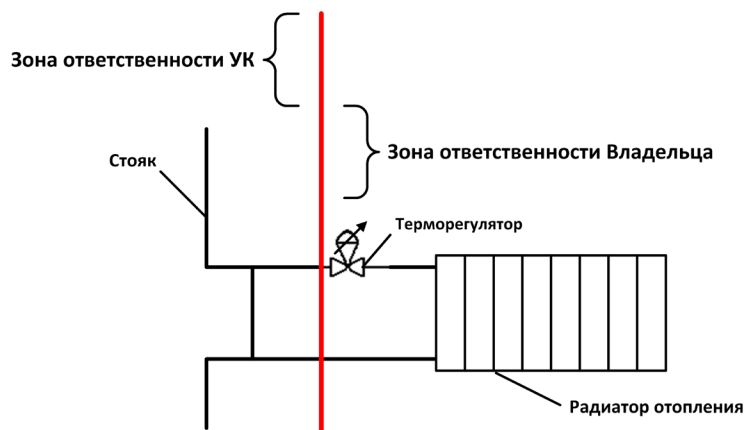 Зона ответственности УК
Зона ответственности Владельца
Стояк
Терморегулятор
Радиатор отопления